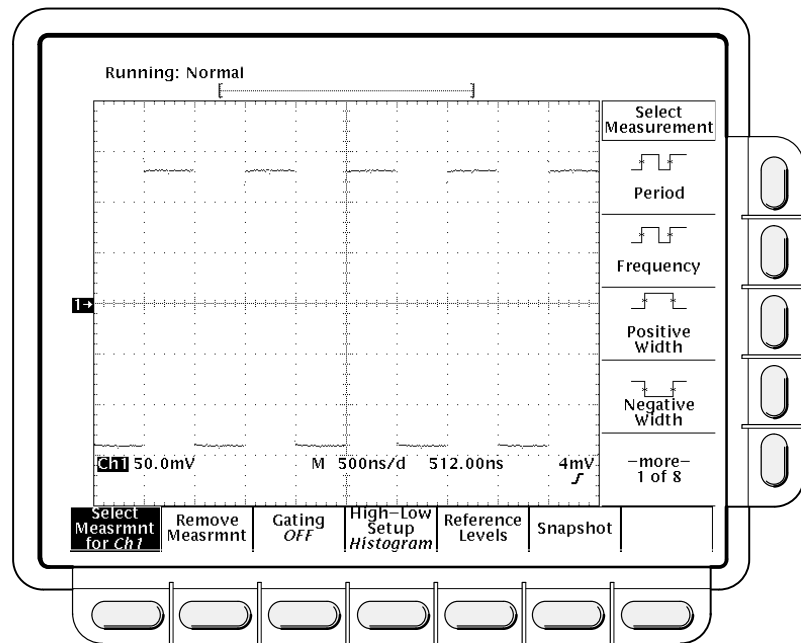 Running: Normal
Select
Measurement
Period
Frequency
1→
Positive
Width
Negative
Width
Ch1 50.0mV M 500ns/d 512.00ns 4mV
–more–
1 of 8
Select
Measrmnt
for Ch1
Remove
Measrmnt
Gating
OFF
High–Low
Setup
Histogram
Reference
Levels
Snapshot